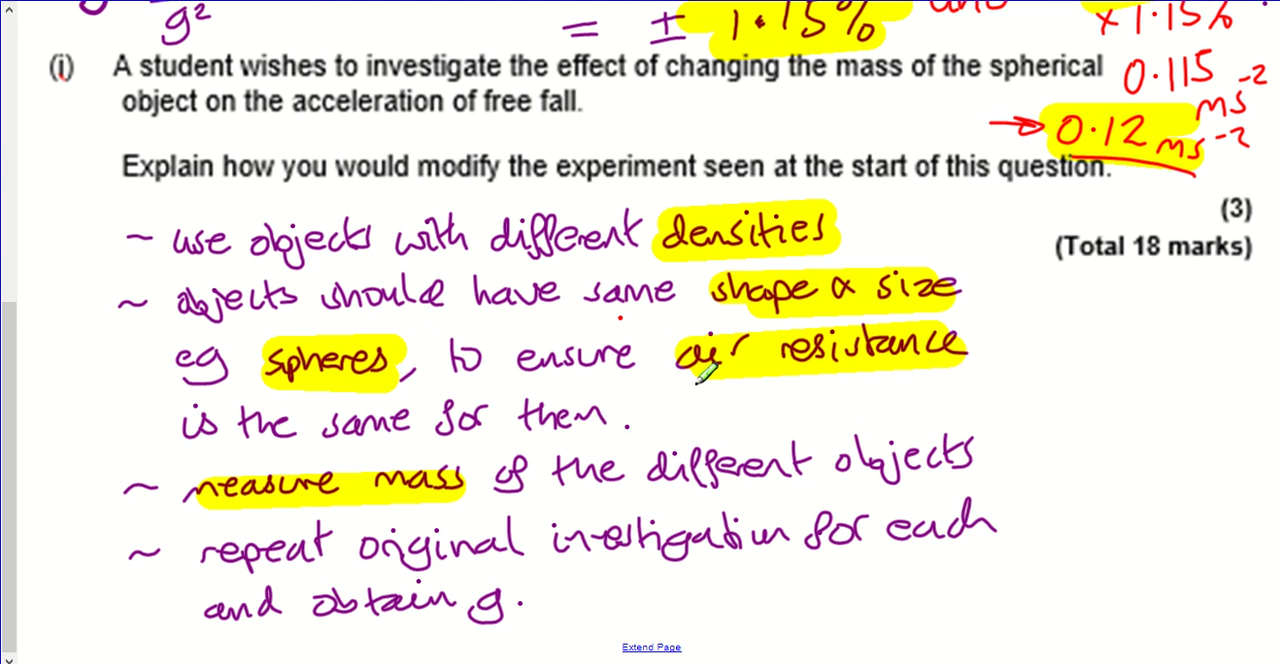 g²
= ± 1.15%
x 1.15%
0.115 ms⁻²
→ 0.12 ms⁻²
(i) A student wishes to investigate the effect of changing the mass of the spherical
object on the acceleration of free fall.
Explain how you would modify the experiment seen at the start of this question.
(3)
(Total 18 marks)
~ use objects with different densities
~ objects should have same shape & size
eg spheres, to ensure air resistance
is the same for them.
~ measure mass of the different objects
~ repeat original investigation for each
and obtain g.
Extend Page